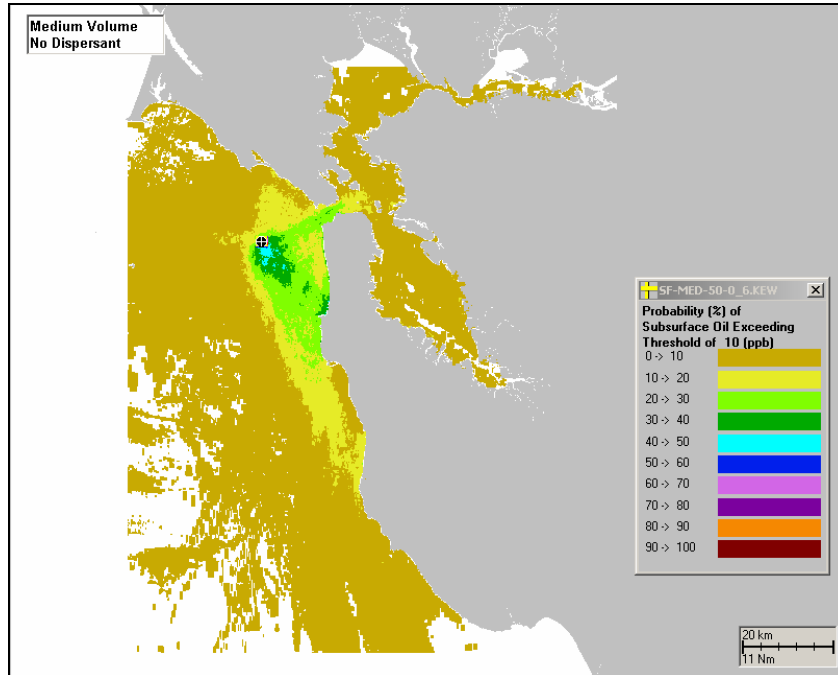 Medium Volume
No Dispersant
SF-MED-50-0_6.KEW
Probability (%) of
Subsurface Oil Exceeding
Threshold of 10 (ppb)
0 -> 10
10 -> 20
20 -> 30
30 -> 40
40 -> 50
50 -> 60
60 -> 70
70 -> 80
80 -> 90
90 -> 100
20 km
11 Nm